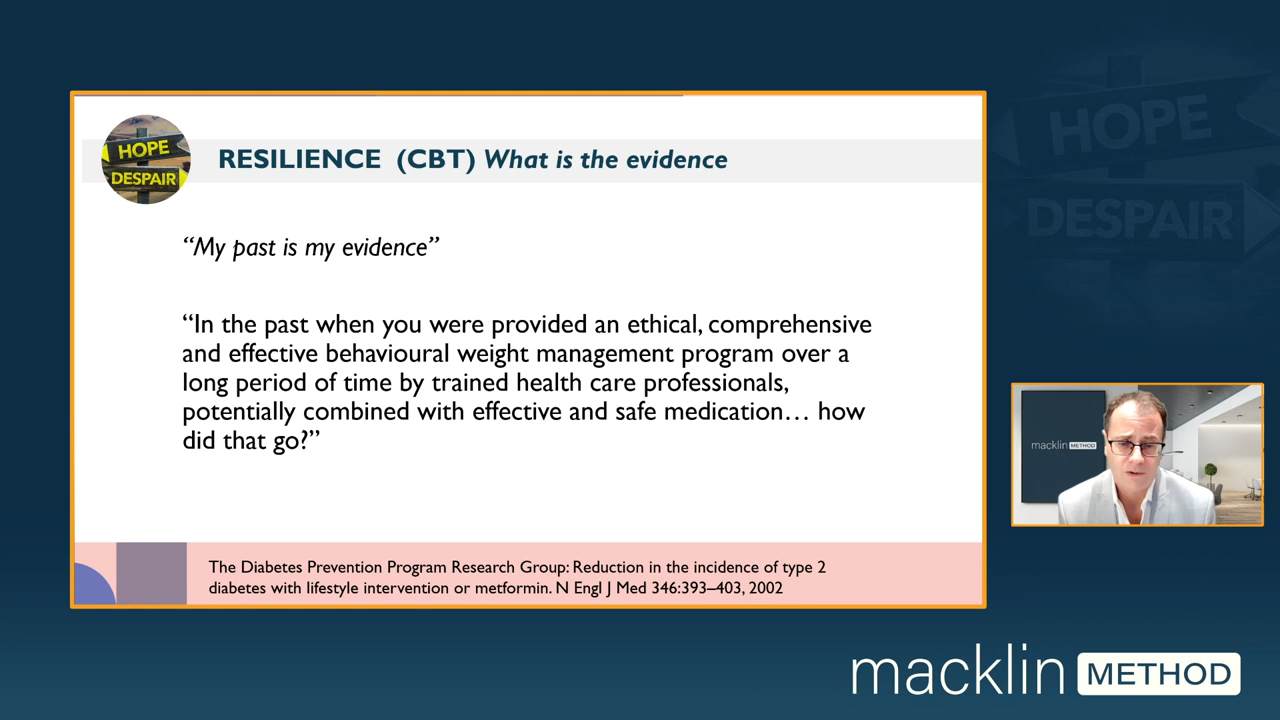 HOPE
DESPAIR
RESILIENCE (CBT) What is the evidence
“My past is my evidence”
“In the past when you were provided an ethical, comprehensive
and effective behavioural weight management program over a
long period of time by trained health care professionals,
potentially combined with effective and safe medication… how
did that go?”
The Diabetes Prevention Program Research Group: Reduction in the incidence of type 2
diabetes with lifestyle intervention or metformin. N Engl J Med 346:393–403, 2002
HOPE
DESPAIR
macklin METHOD
macklin METHOD